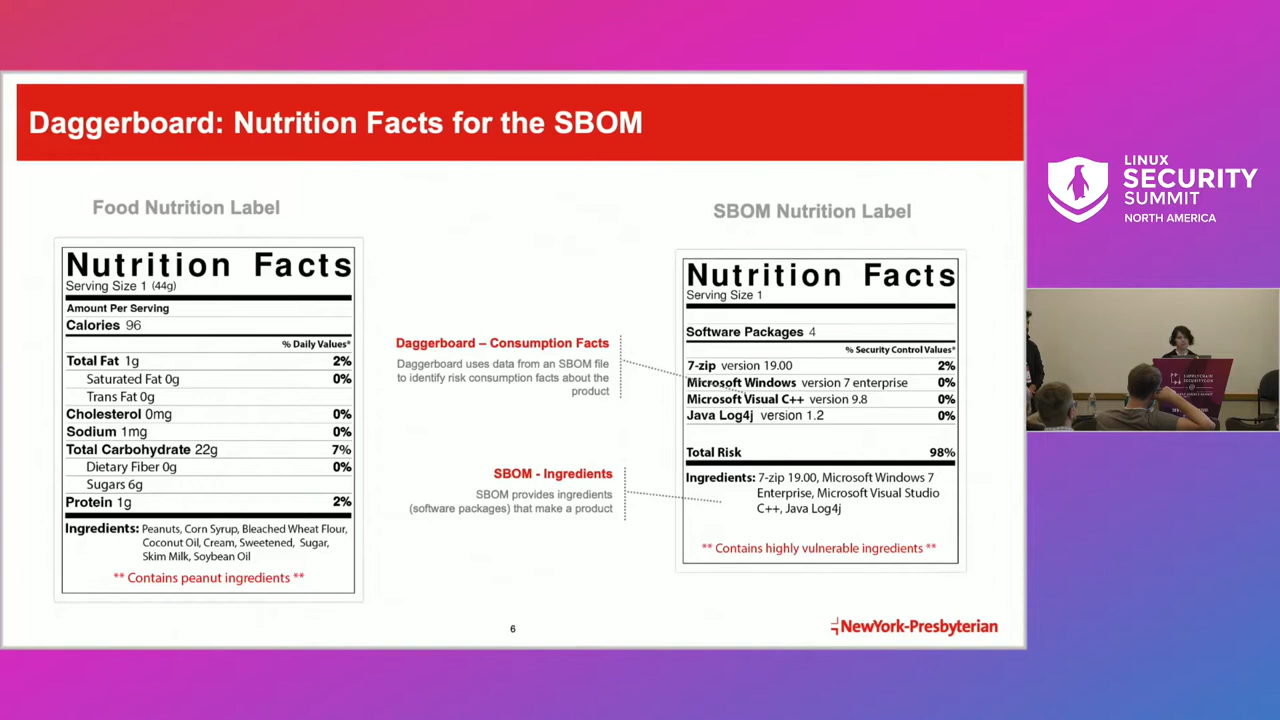 Daggerboard: Nutrition Facts for the SBOM
Food Nutrition Label
Nutrition Facts
Serving Size 1 (44g)
Amount Per Serving
Calories 96
% Daily Values*
Total Fat 1g 2%
Saturated Fat 0g 0%
Trans Fat 0g
Cholesterol 0mg 0%
Sodium 1mg 0%
Total Carbohydrate 22g 7%
Dietary Fiber 0g 0%
Sugars 6g
Protein 1g 2%
Ingredients: Peanuts, Corn Syrup, Bleached Wheat Flour,
Coconut Oil, Cream, Sweetened, Sugar,
Skim Milk, Soybean Oil
** Contains peanut ingredients **
Daggerboard – Consumption Facts
Daggerboard uses data from an SBOM file
to identify risk consumption facts about the
product
SBOM - Ingredients
SBOM provides ingredients
(software packages) that make a product
SBOM Nutrition Label
Nutrition Facts
Serving Size 1
Software Packages 4
% Security Control Values*
7-zip version 19.00 2%
Microsoft Windows version 7 enterprise 0%
Microsoft Visual C++ version 9.8 0%
Java Log4j version 1.2 0%
Total Risk 98%
Ingredients: 7-zip 19.00, Microsoft Windows 7
Enterprise, Microsoft Visual Studio
C++, Java Log4j
** Contains highly vulnerable ingredients **
6
NewYork-Presbyterian
LINUX
SECURITY
SUMMIT
NORTH AMERICA